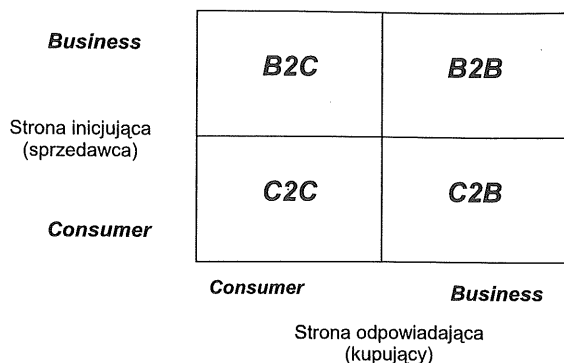 Business
B2C
B2B
Strona inicjująca
(sprzedawca)
C2C
C2B
Consumer
Consumer
Business
Strona odpowiadająca
(kupujący)